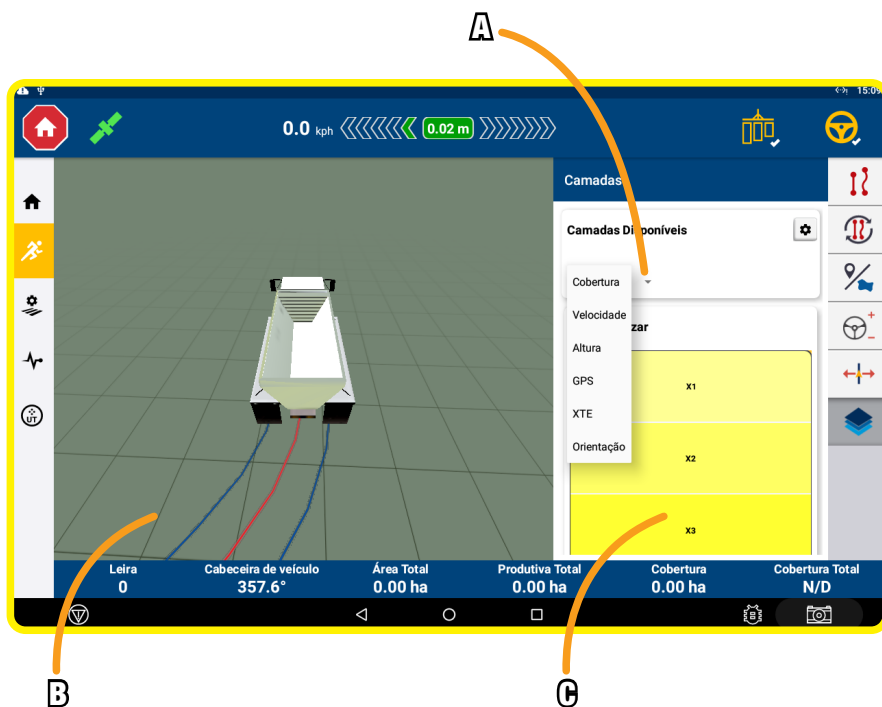 A
15:09
0.0 kph
0.02 m
Camadas
Camadas Disponíveis
Cobertura
Velocidade
Altura
GPS
XTE
Orientação
zar
X1
X2
X3
UT
Leira
0
Cabeceira de veículo
357.6°
Área Total
0.00 ha
Produtiva Total
0.00 ha
Cobertura
0.00 ha
Cobertura Total
N/D
B
C